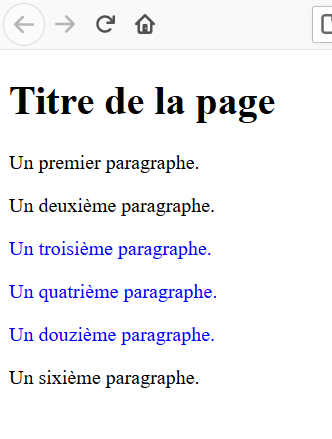 Titre de la page
Un premier paragraphe.
Un deuxième paragraphe.
Un troisième paragraphe.
Un quatrième paragraphe.
Un douzième paragraphe.
Un sixième paragraphe.